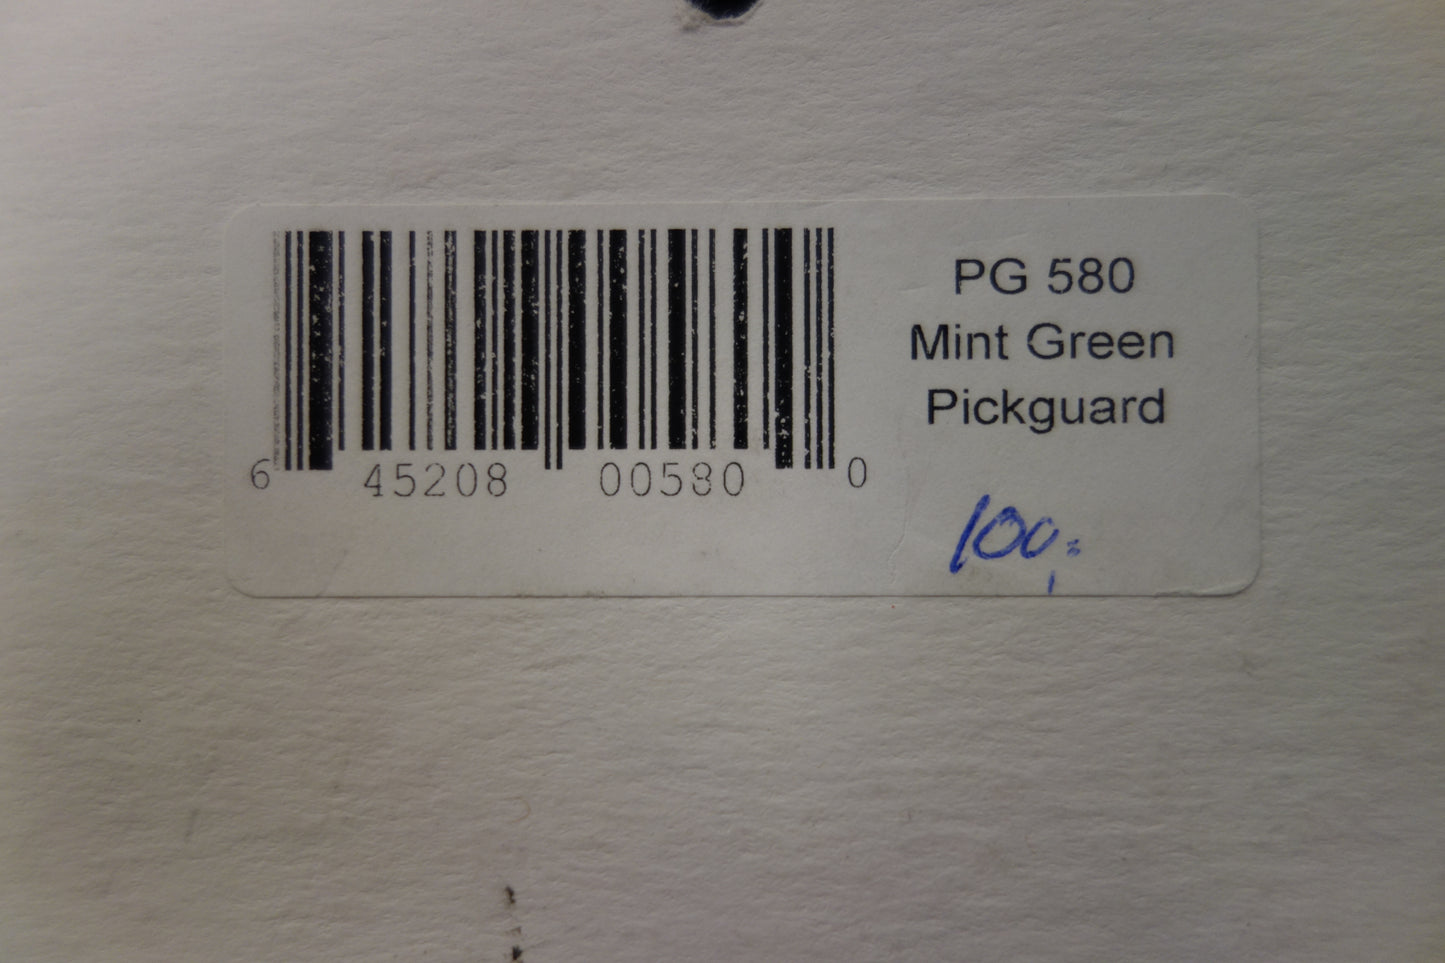 PG 580
Mint Green
Pickguard
6 45208 00580 0
100,-